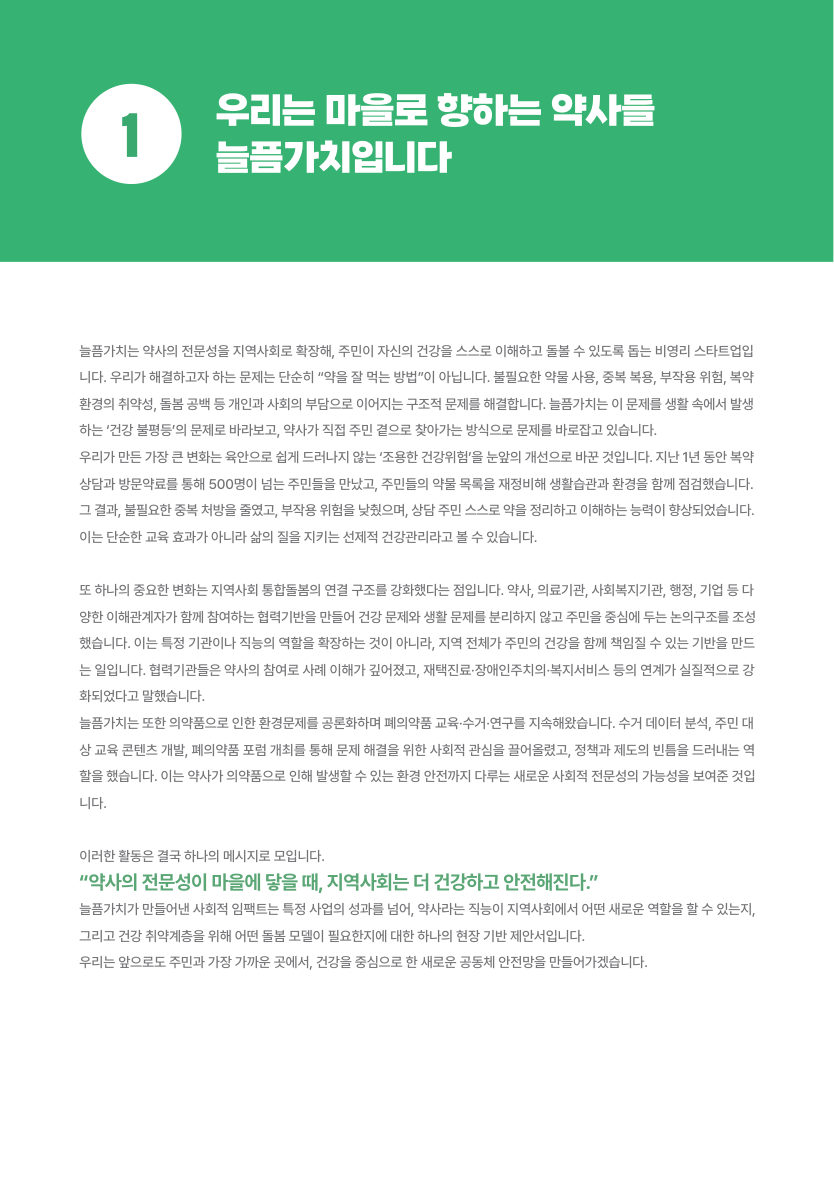 1
우리는 마을로 향하는 약사들
늘픔가치입니다
늘픔가치는 약사의 전문성을 지역사회로 확장해, 주민이 자신의 건강을 스스로 이해하고 돌볼 수 있도록 돕는 비영리 스타트업입
니다. 우리가 해결하고자 하는 문제는 단순히 “약을 잘 먹는 방법”이 아닙니다. 불필요한 약물 사용, 중복 복용, 부작용 위험, 복약
환경의 취약성, 돌봄 공백 등 개인과 사회의 부담으로 이어지는 구조적 문제를 해결합니다. 늘픔가치는 이 문제를 생활 속에서 발생
하는 ‘건강 불평등’의 문제로 바라보고, 약사가 직접 주민 곁으로 찾아가는 방식으로 문제를 바로잡고 있습니다.
우리가 만든 가장 큰 변화는 육안으로 쉽게 드러나지 않는 ‘조용한 건강위험’을 눈앞의 개선으로 바꾼 것입니다. 지난 1년 동안 복약
상담과 방문약료를 통해 500명이 넘는 주민들을 만났고, 주민들의 약물 목록을 재정비해 생활습관과 환경을 함께 점검했습니다.
그 결과, 불필요한 중복 처방을 줄였고, 부작용 위험을 낮췄으며, 상담 주민 스스로 약을 정리하고 이해하는 능력이 향상되었습니다.
이는 단순한 교육 효과가 아니라 삶의 질을 지키는 선제적 건강관리라고 볼 수 있습니다.
또 하나의 중요한 변화는 지역사회 통합돌봄의 연결 구조를 강화했다는 점입니다. 약사, 의료기관, 사회복지기관, 행정, 기업 등 다
양한 이해관계자가 함께 참여하는 협력기반을 만들어 건강 문제와 생활 문제를 분리하지 않고 주민을 중심에 두는 논의구조를 조성
했습니다. 이는 특정 기관이나 직능의 역할을 확장하는 것이 아니라, 지역 전체가 주민의 건강을 함께 책임질 수 있는 기반을 만드
는 일입니다. 협력기관들은 약사의 참여로 사례 이해가 깊어졌고, 재택진료·장애인주치의·복지서비스 등의 연계가 실질적으로 강
화되었다고 말했습니다.
늘픔가치는 또한 의약품으로 인한 환경문제를 공론화하며 폐의약품 교육·수거·연구를 지속해왔습니다. 수거 데이터 분석, 주민 대
상 교육 콘텐츠 개발, 폐의약품 포럼 개최를 통해 문제 해결을 위한 사회적 관심을 끌어올렸고, 정책과 제도의 빈틈을 드러내는 역
할을 했습니다. 이는 약사가 의약품으로 인해 발생할 수 있는 환경 안전까지 다루는 새로운 사회적 전문성의 가능성을 보여준 것입
니다.
이러한 활동은 결국 하나의 메시지로 모입니다.
“약사의 전문성이 마을에 닿을 때, 지역사회는 더 건강하고 안전해진다.”
늘픔가치가 만들어낸 사회적 임팩트는 특정 사업의 성과를 넘어, 약사라는 직능이 지역사회에서 어떤 새로운 역할을 할 수 있는지,
그리고 건강 취약계층을 위해 어떤 돌봄 모델이 필요한지에 대한 하나의 현장 기반 제안서입니다.
우리는 앞으로도 주민과 가장 가까운 곳에서, 건강을 중심으로 한 새로운 공동체 안전망을 만들어가겠습니다.